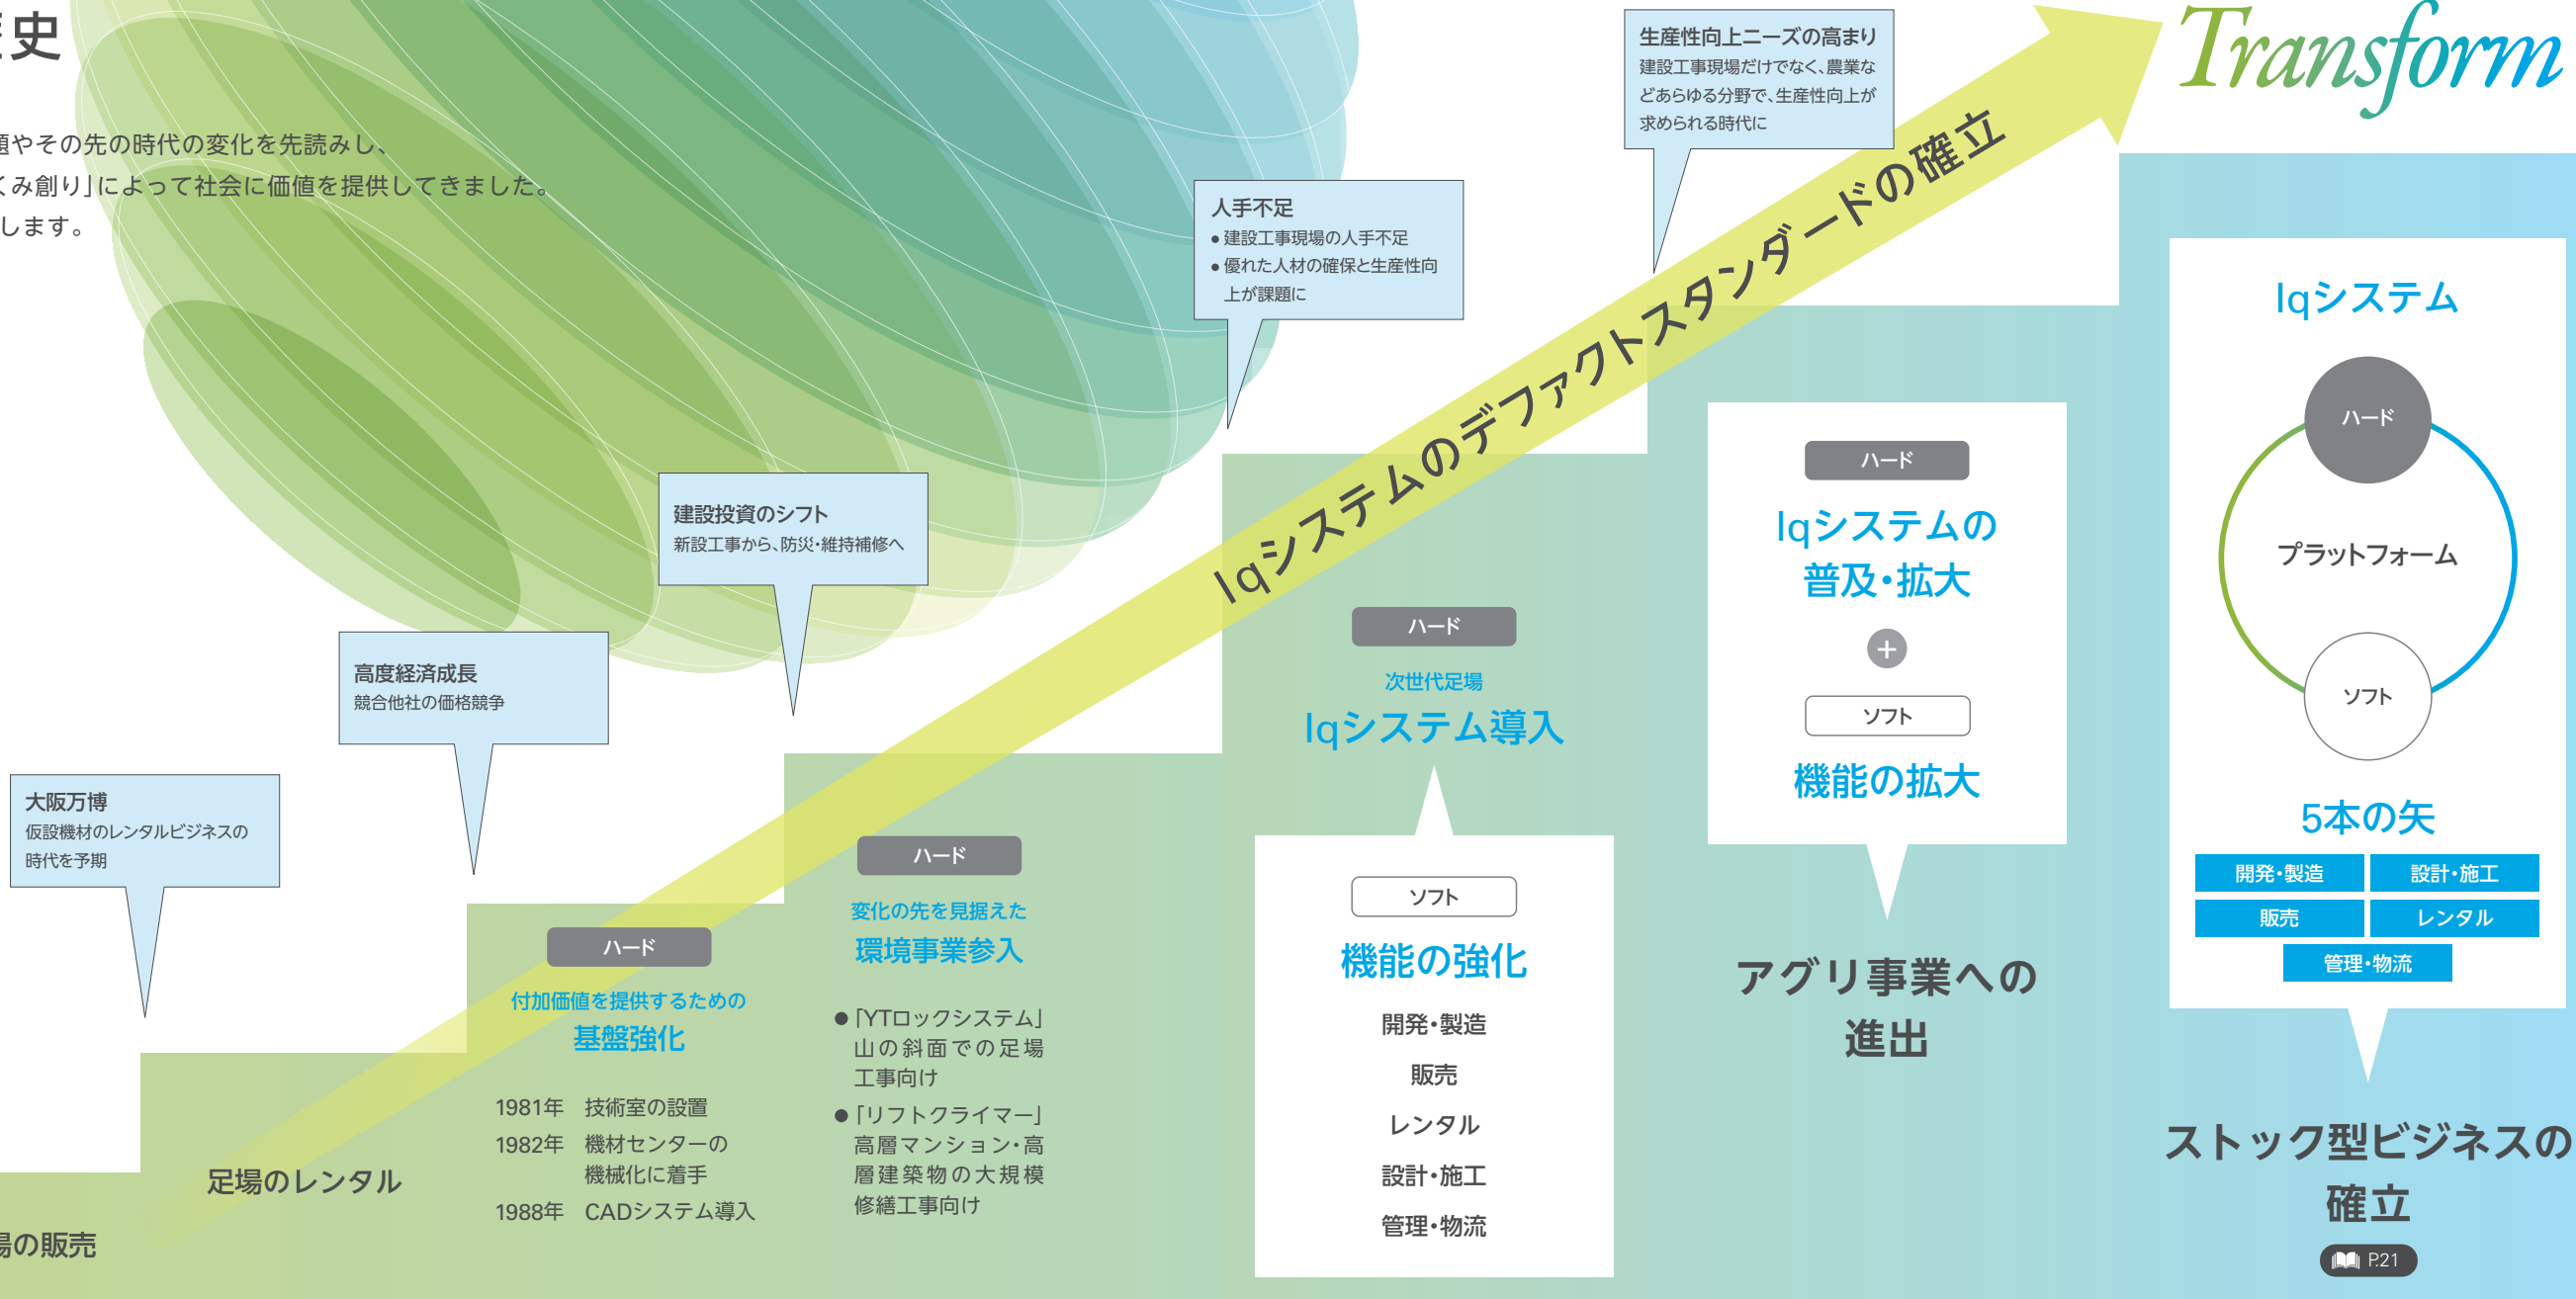 史
題やその先の時代の変化を先読みし、
くみ創り」によって社会に価値を提供してきました。
します。
Transform
生産性向上ニーズの高まり
建設工事現場だけでなく、農業な
どあらゆる分野で、生産性向上が
求められる時代に
人手不足
● 建設工事現場の人手不足
● 優れた人材の確保と生産性向
上が課題に
建設投資のシフト
新設工事から、防災・維持補修へ
高度経済成長
競合他社の価格競争
大阪万博
仮設機材のレンタルビジネスの
時代を予期
Iqシステムのデファクトスタンダードの確立
場の販売
足場のレンタル
ハード
付加価値を提供するための
基盤強化
1981年 技術室の設置
1982年 機材センターの
機械化に着手
1988年 CADシステム導入
ハード
変化の先を見据えた
環境事業参入
●「YTロックシステム」
山の斜面での足場
工事向け
●「リフトクライマー」
高層マンション・高
層建築物の大規模
修繕工事向け
ハード
次世代足場
Iqシステム導入
ソフト
機能の強化
開発・製造
販売
レンタル
設計・施工
管理・物流
ハード
Iqシステムの
普及・拡大
+
ソフト
機能の拡大
アグリ事業への
進出
Iqシステム
ハード
プラットフォーム
ソフト
5本の矢
開発・製造 設計・施工
販売 レンタル
管理・物流
ストック型ビジネスの
確立
P.21